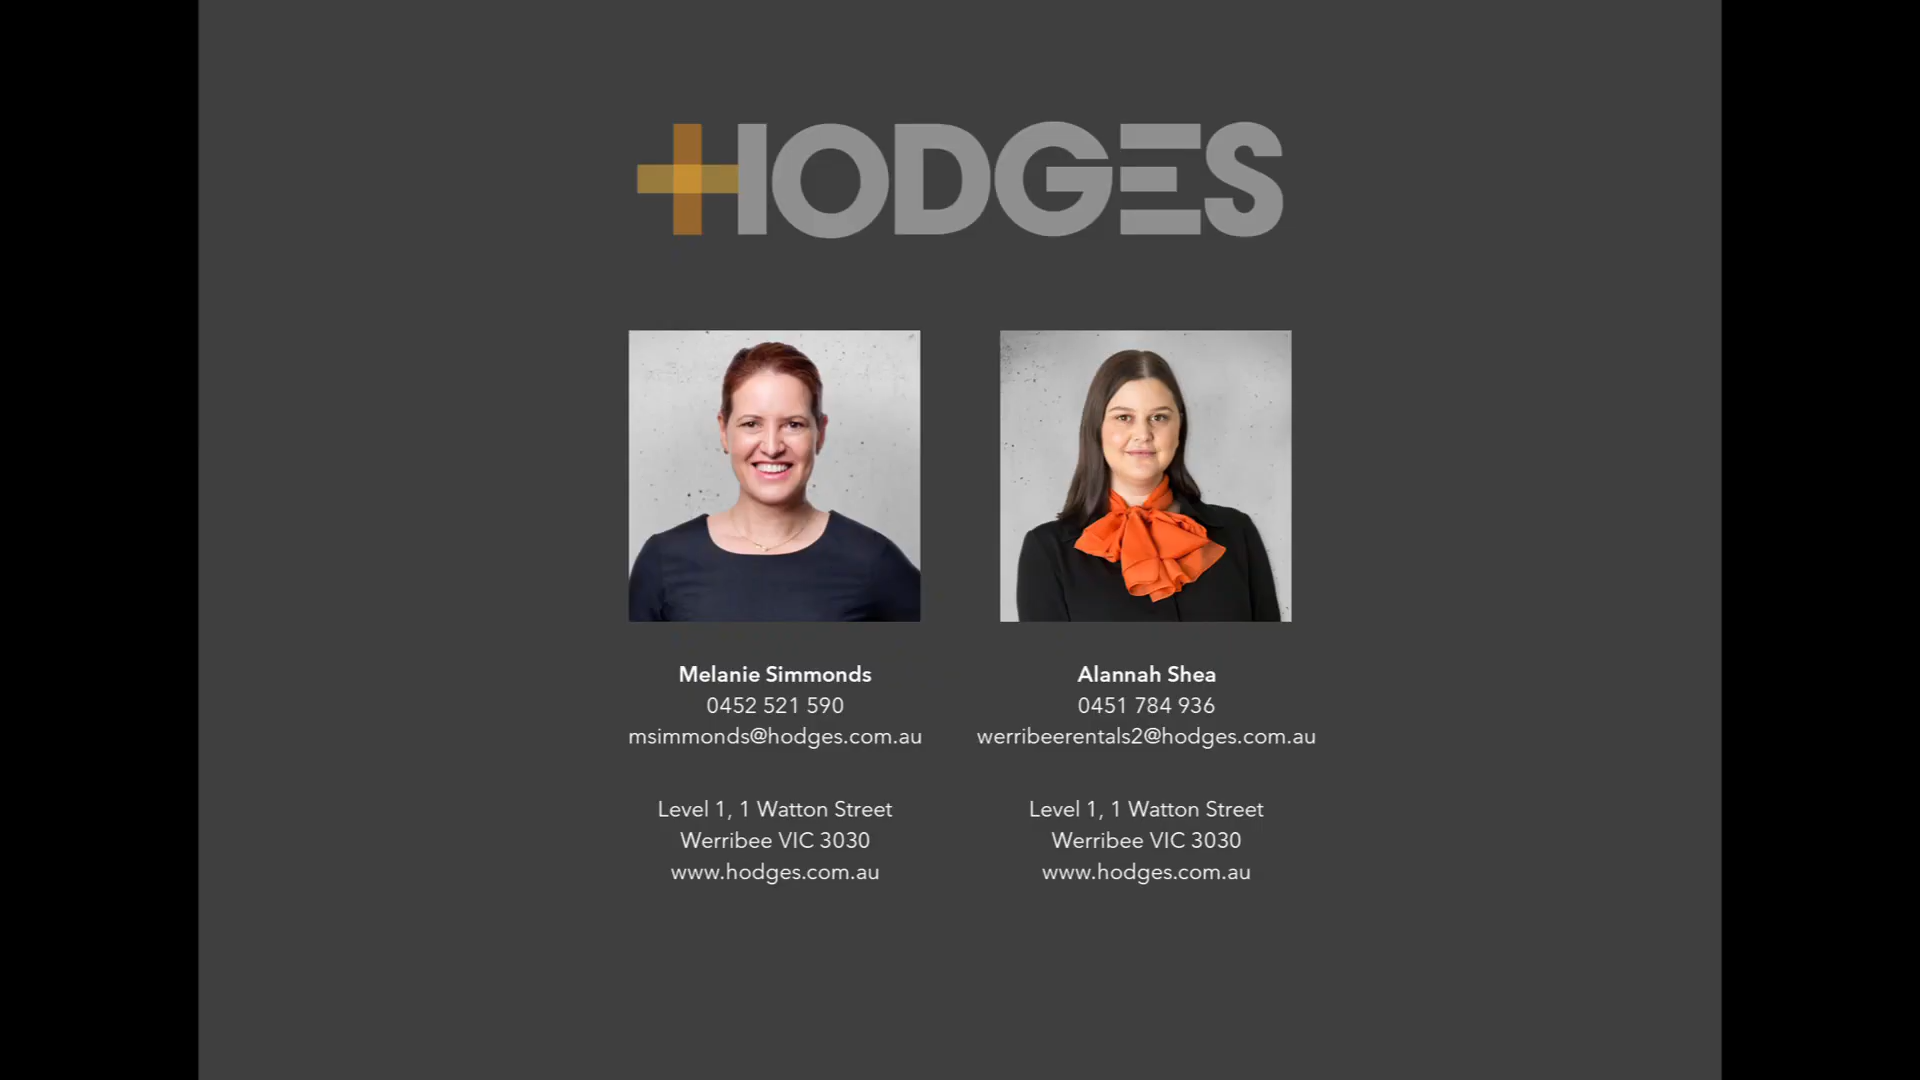 HODGES
Melanie Simmonds
0452 521 590
msimmonds@hodges.com.au
Level 1, 1 Watton Street
Werribee VIC 3030
www.hodges.com.au
Alannah Shea
0451 784 936
werribeerentals2@hodges.com.au
Level 1, 1 Watton Street
Werribee VIC 3030
www.hodges.com.au